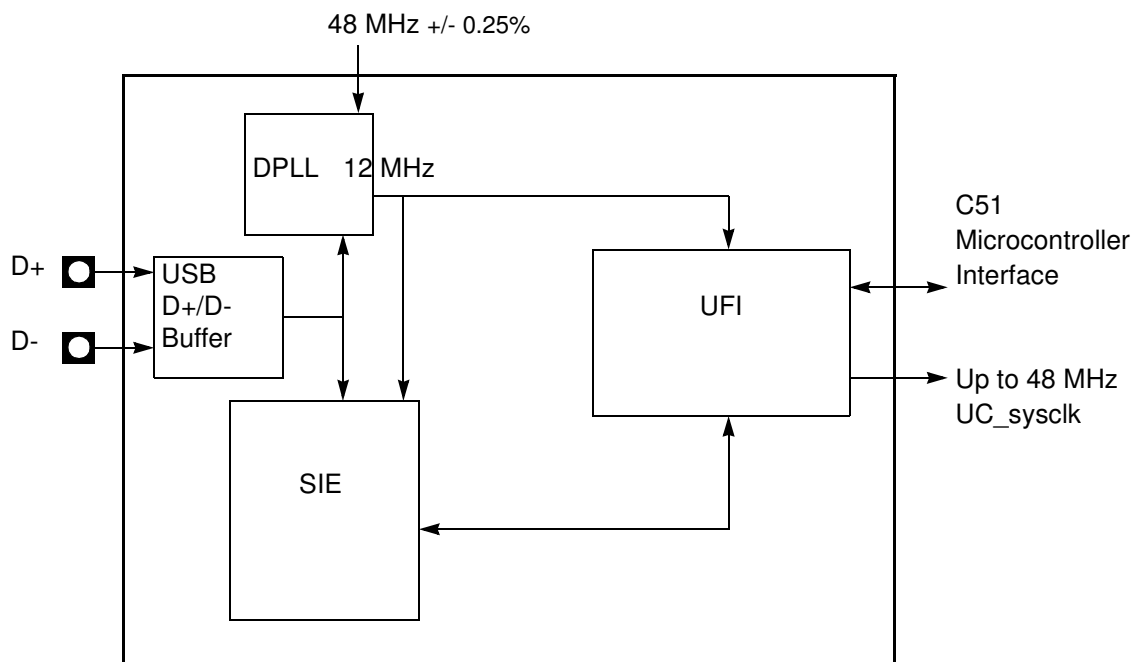 48 MHz +/- 0.25%
DPLL 12 MHz
D+
D-
USB
D+/D-
Buffer
UFI
C51
Microcontroller
Interface
Up to 48 MHz
UC_sysclk
SIE